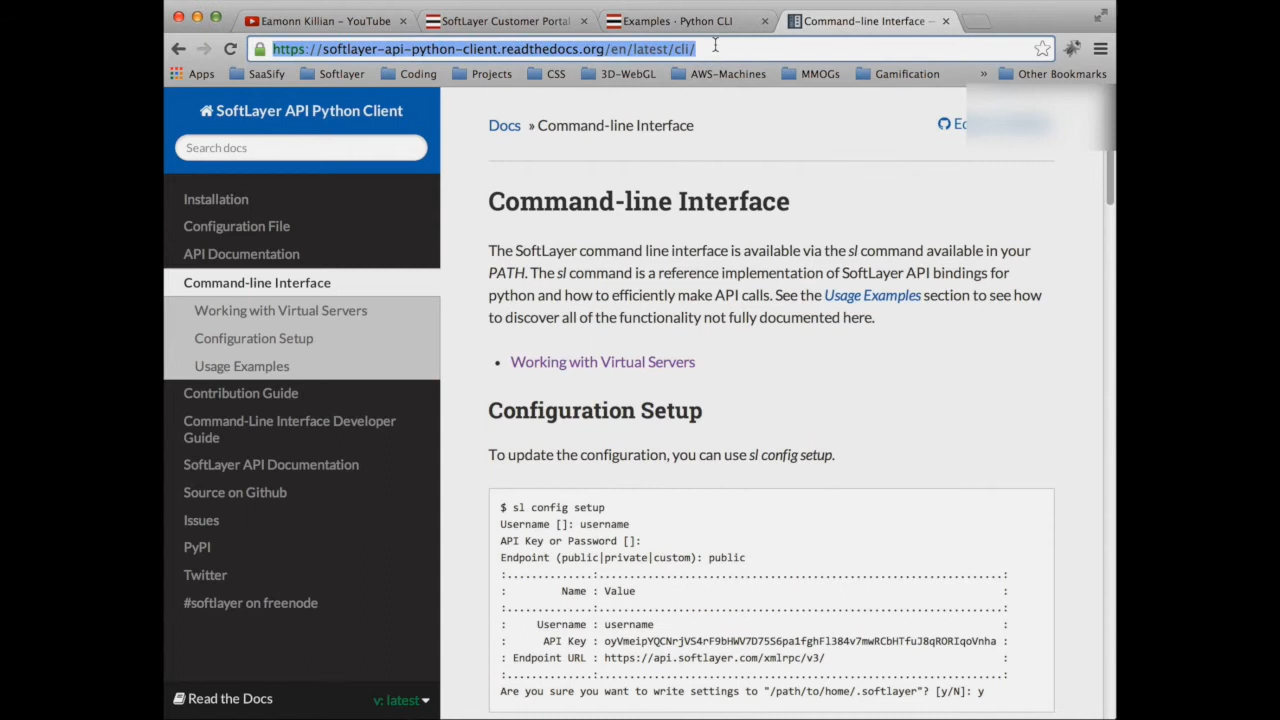 Eamonn Killian – YouTube
SoftLayer Customer Portal
Examples - Python CLI
Command-line Interface —
https://softlayer-api-python-client.readthedocs.org/en/latest/cli/
Apps SaaSify Softlayer Coding Projects CSS 3D-WebGL AWS-Machines MMOGs Gamification » Other Bookmarks
SoftLayer API Python Client
Search docs
Installation
Configuration File
API Documentation
Command-line Interface
Working with Virtual Servers
Configuration Setup
Usage Examples
Contribution Guide
Command-Line Interface Developer
Guide
SoftLayer API Documentation
Source on Github
Issues
PyPI
Twitter
#softlayer on freenode
Read the Docs
v: latest
Docs » Command-line Interface
Command-line Interface
The SoftLayer command line interface is available via the sl command available in your
PATH. The sl command is a reference implementation of SoftLayer API bindings for
python and how to efficiently make API calls. See the Usage Examples section to see how
to discover all of the functionality not fully documented here.
• Working with Virtual Servers
Configuration Setup
To update the configuration, you can use sl config setup.
$ sl config setup
Username []: username
API Key or Password []:
Endpoint (public|private|custom): public
:..............:..................................................................:
: Name : Value :
:..............:..................................................................:
: Username : username :
: API Key : oyVmeipYQCNrjVS4rF9bHWV7D75S6pa1fghFl384v7mwRCbHTfuJ8qRORIqoVnha :
: Endpoint URL : https://api.softlayer.com/xmlrpc/v3/ :
:..............:..................................................................:
Are you sure you want to write settings to "/path/to/home/.softlayer"? [y/N]: y